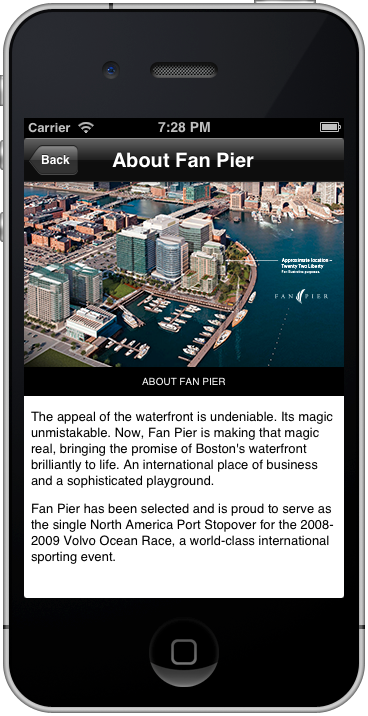 Carrier 7:28 PM
Back About Fan Pier
Approximate location –
Twenty Two Liberty
For illustrative purposes.
FAN PIER
ABOUT FAN PIER
The appeal of the waterfront is undeniable. Its magic
unmistakable. Now, Fan Pier is making that magic
real, bringing the promise of Boston's waterfront
brilliantly to life. An international place of business
and a sophisticated playground.
Fan Pier has been selected and is proud to serve as
the single North America Port Stopover for the 2008-
2009 Volvo Ocean Race, a world-class international
sporting event.